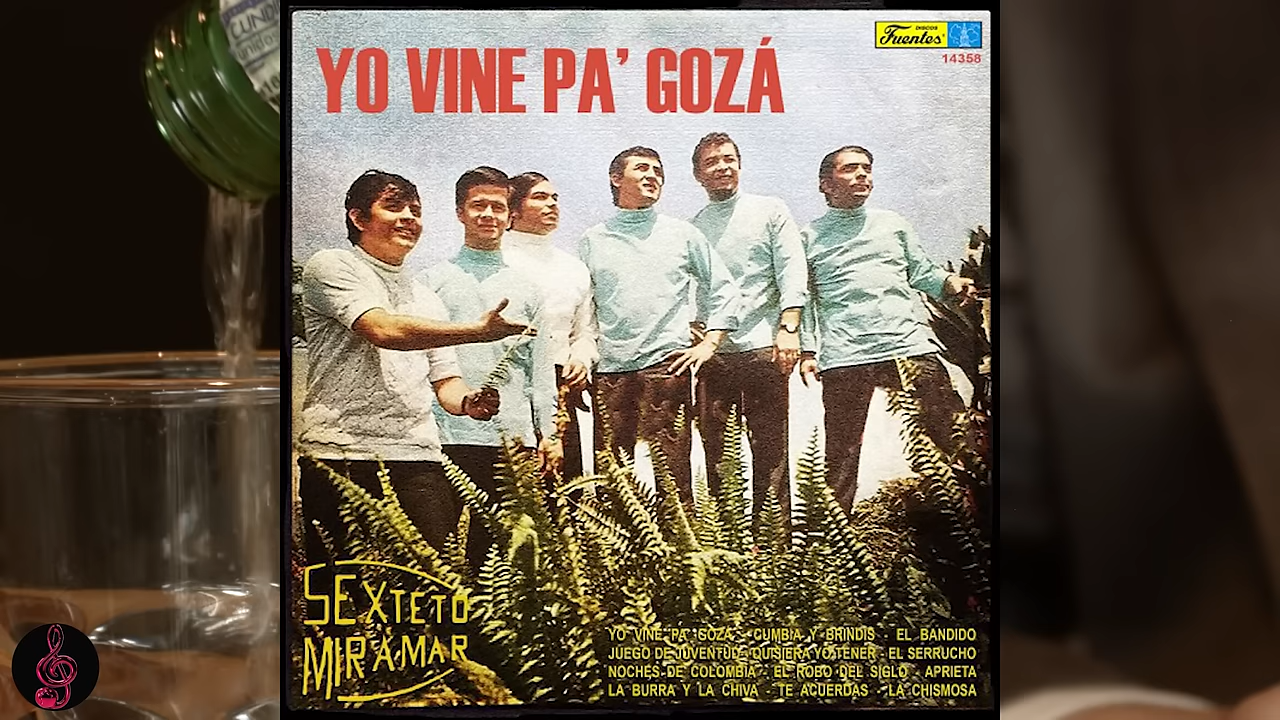 YO VINE PA' GOZÁ
DISCOS
Fuentes
14358
SEXTETO
MIRAMAR
YO VINE PA' GOZÁ - CUMBIA Y BRINDIS - EL BANDIDO
JUEGO DE JUVENTUD - QUISIERA YO TENER - EL SERRUCHO
NOCHES DE COLOMBIA - EL ROBO DEL SIGLO - APRIETA
LA BURRA Y LA CHIVA - TE ACUERDAS - LA CHISMOSA